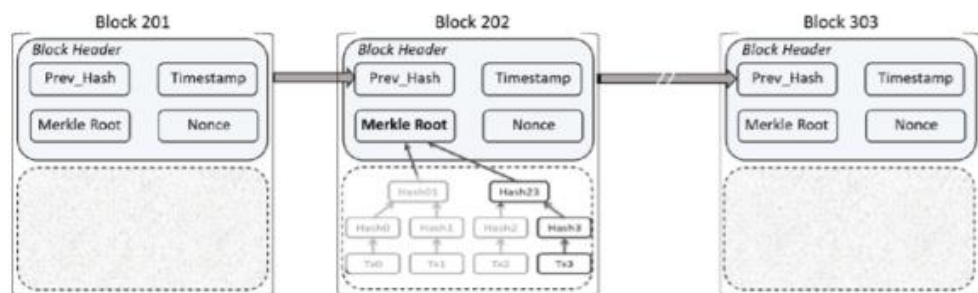 Block 201 Block 202 Block 303
Block Header Block Header Block Header
Prev_Hash Timestamp Prev_Hash Timestamp Prev_Hash Timestamp
Merkle Root Nonce Merkle Root Nonce Merkle Root Nonce
Hash01 Hash23
Hash0 Hash1 Hash2 Hash3
Tx0 Tx1 Tx2 Tx3